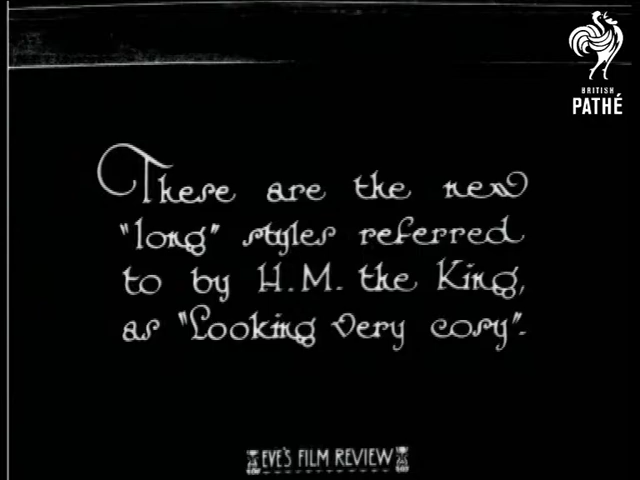 BRITISH
PATHÉ
These are the new
"long" styles referred
to by H.M. the King,
as "Looking Very cosy".
EVE'S FILM REVIEW